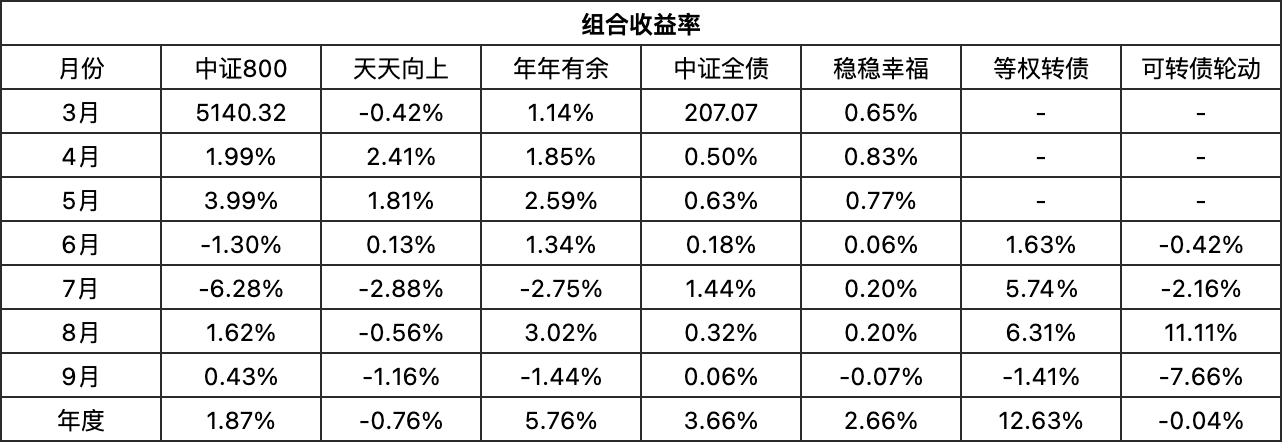 组合收益率
月份 中证800 天天向上 年年有余 中证全债 稳稳幸福 等权转债 可转债轮动
3月 5140.32 -0.42% 1.14% 207.07 0.65% - -
4月 1.99% 2.41% 1.85% 0.50% 0.83% - -
5月 3.99% 1.81% 2.59% 0.63% 0.77% - -
6月 -1.30% 0.13% 1.34% 0.18% 0.06% 1.63% -0.42%
7月 -6.28% -2.88% -2.75% 1.44% 0.20% 5.74% -2.16%
8月 1.62% -0.56% 3.02% 0.32% 0.20% 6.31% 11.11%
9月 0.43% -1.16% -1.44% 0.06% -0.07% -1.41% -7.66%
年度 1.87% -0.76% 5.76% 3.66% 2.66% 12.63% -0.04%